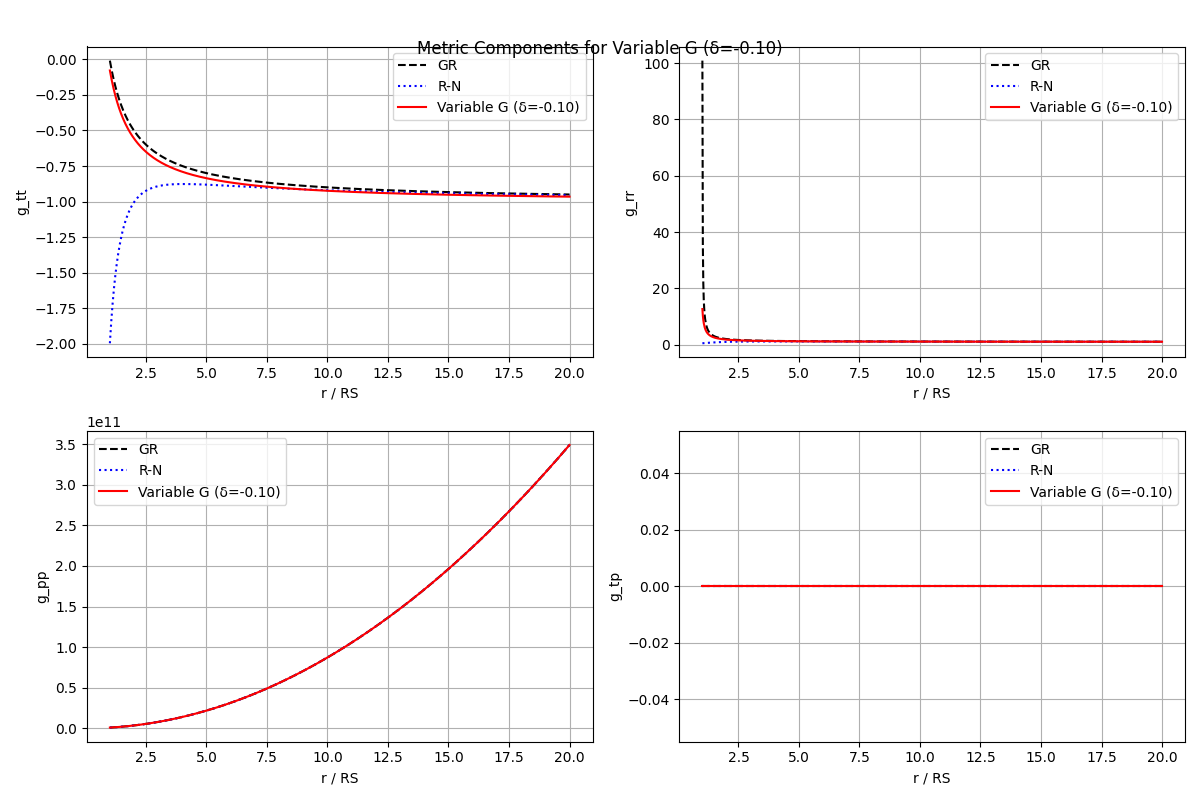 Metric Components for Variable G (δ=-0.10)
0.00
−0.25
−0.50
−0.75
−1.00
−1.25
−1.50
−1.75
−2.00
g_tt
GR
R-N
Variable G (δ=-0.10)
2.5 5.0 7.5 10.0 12.5 15.0 17.5 20.0
r / RS
100
80
60
40
20
0
g_rr
GR
R-N
Variable G (δ=-0.10)
2.5 5.0 7.5 10.0 12.5 15.0 17.5 20.0
r / RS
1e11
3.5
3.0
2.5
2.0
1.5
1.0
0.5
0.0
g_pp
GR
R-N
Variable G (δ=-0.10)
2.5 5.0 7.5 10.0 12.5 15.0 17.5 20.0
r / RS
0.04
0.02
0.00
−0.02
−0.04
g_tp
GR
R-N
Variable G (δ=-0.10)
2.5 5.0 7.5 10.0 12.5 15.0 17.5 20.0
r / RS